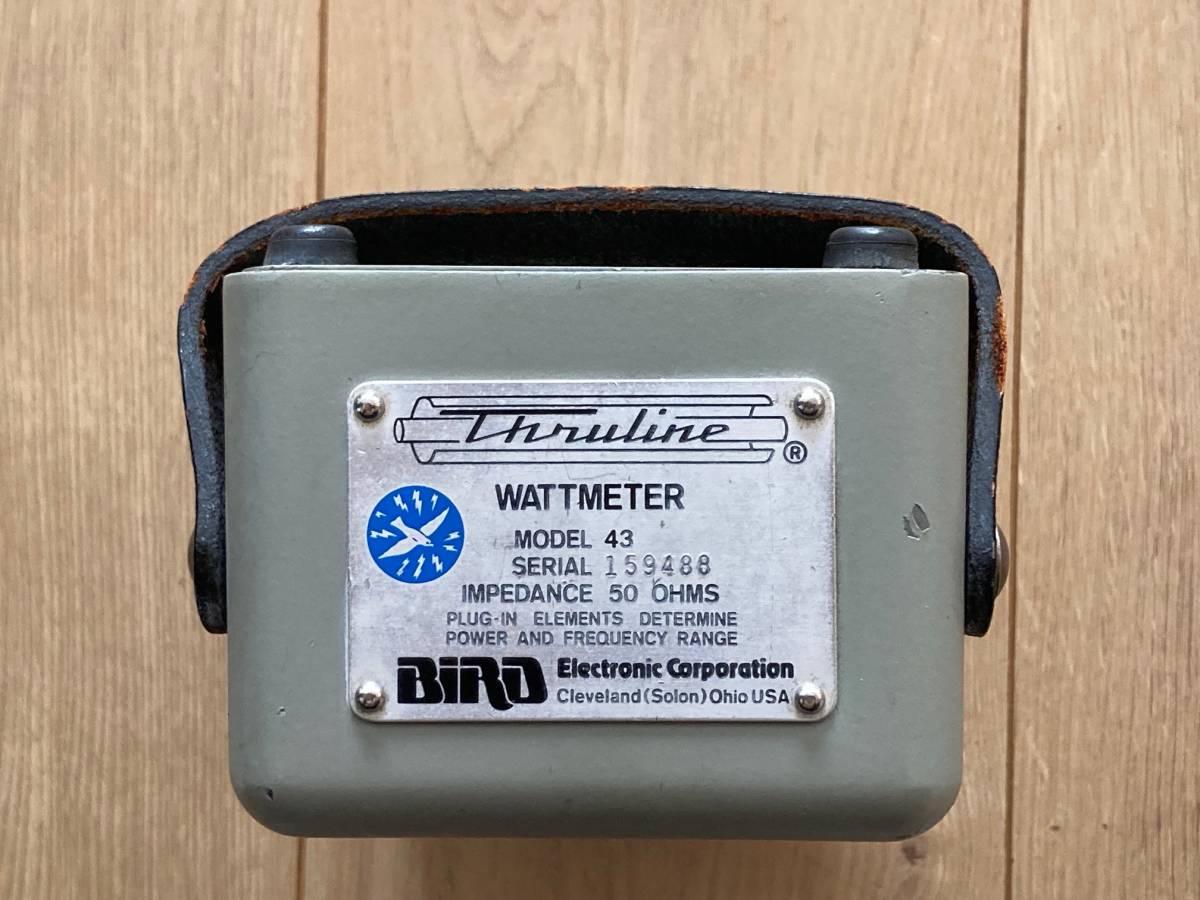 Thruline ®
WATTMETER
MODEL 43
SERIAL 159488
IMPEDANCE 50 OHMS
PLUG-IN ELEMENTS DETERMINE
POWER AND FREQUENCY RANGE
BIRD Electronic Corporation
Cleveland (Solon) Ohio USA